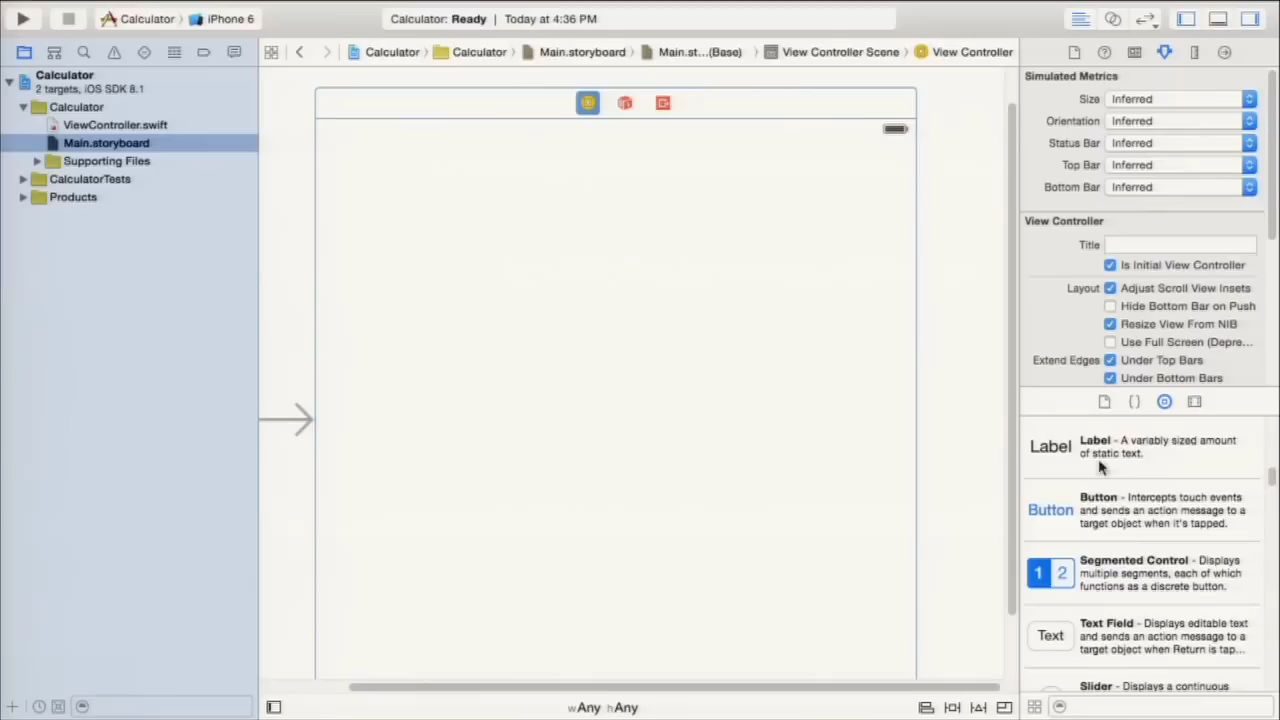 Calculator iPhone 6
Calculator: Ready | Today at 4:36 PM
Calculator
2 targets, iOS SDK 8.1
Calculator
ViewController.swift
Main.storyboard
Supporting Files
CalculatorTests
Products
Calculator Calculator Main.storyboard Main.st...(Base) View Controller Scene View Controller
Simulated Metrics
Size Inferred
Orientation Inferred
Status Bar Inferred
Top Bar Inferred
Bottom Bar Inferred
View Controller
Title
Is Initial View Controller
Layout Adjust Scroll View Insets
Hide Bottom Bar on Push
Resize View From NIB
Use Full Screen (Depre...
Extend Edges Under Top Bars
Under Bottom Bars
Label
Label - A variably sized amount
of static text.
Button
Button - Intercepts touch events
and sends an action message to a
target object when it's tapped.
1 2
Segmented Control - Displays
multiple segments, each of which
functions as a discrete button.
Text
Text Field - Displays editable text
and sends an action message to a
target object when Return is tap...
Slider - Displays a continuous
wAny hAny